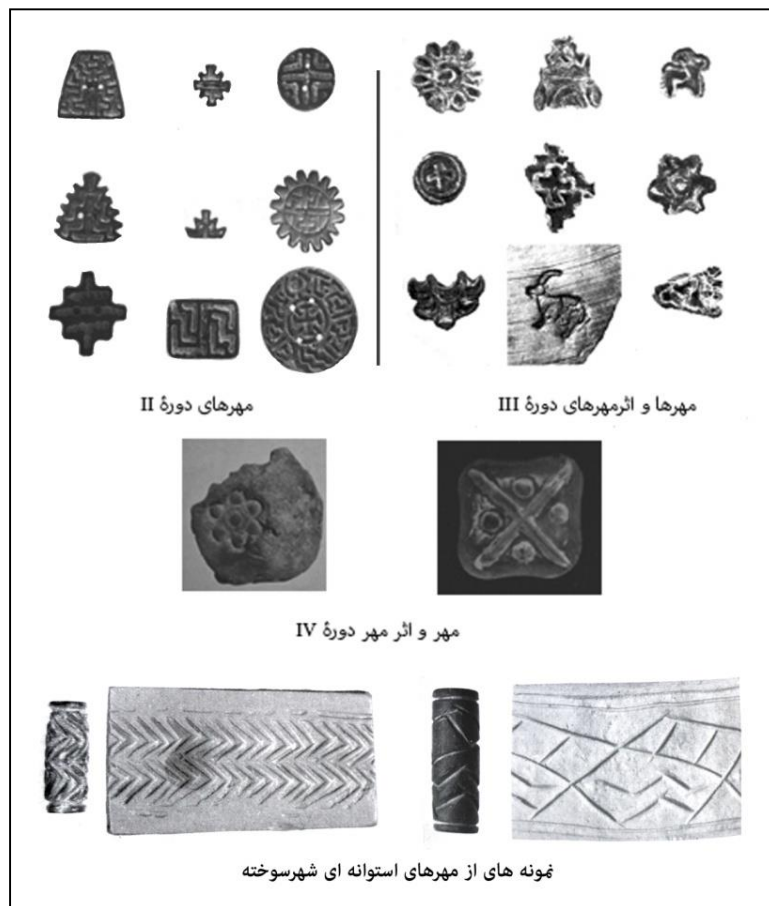 مهرها و اثرمهرهای دورهٔ III
مهرهای دورهٔ II
مهر و اثر مهر دورهٔ IV
نمونه های از مهرهای استوانه ای شهرسوخته